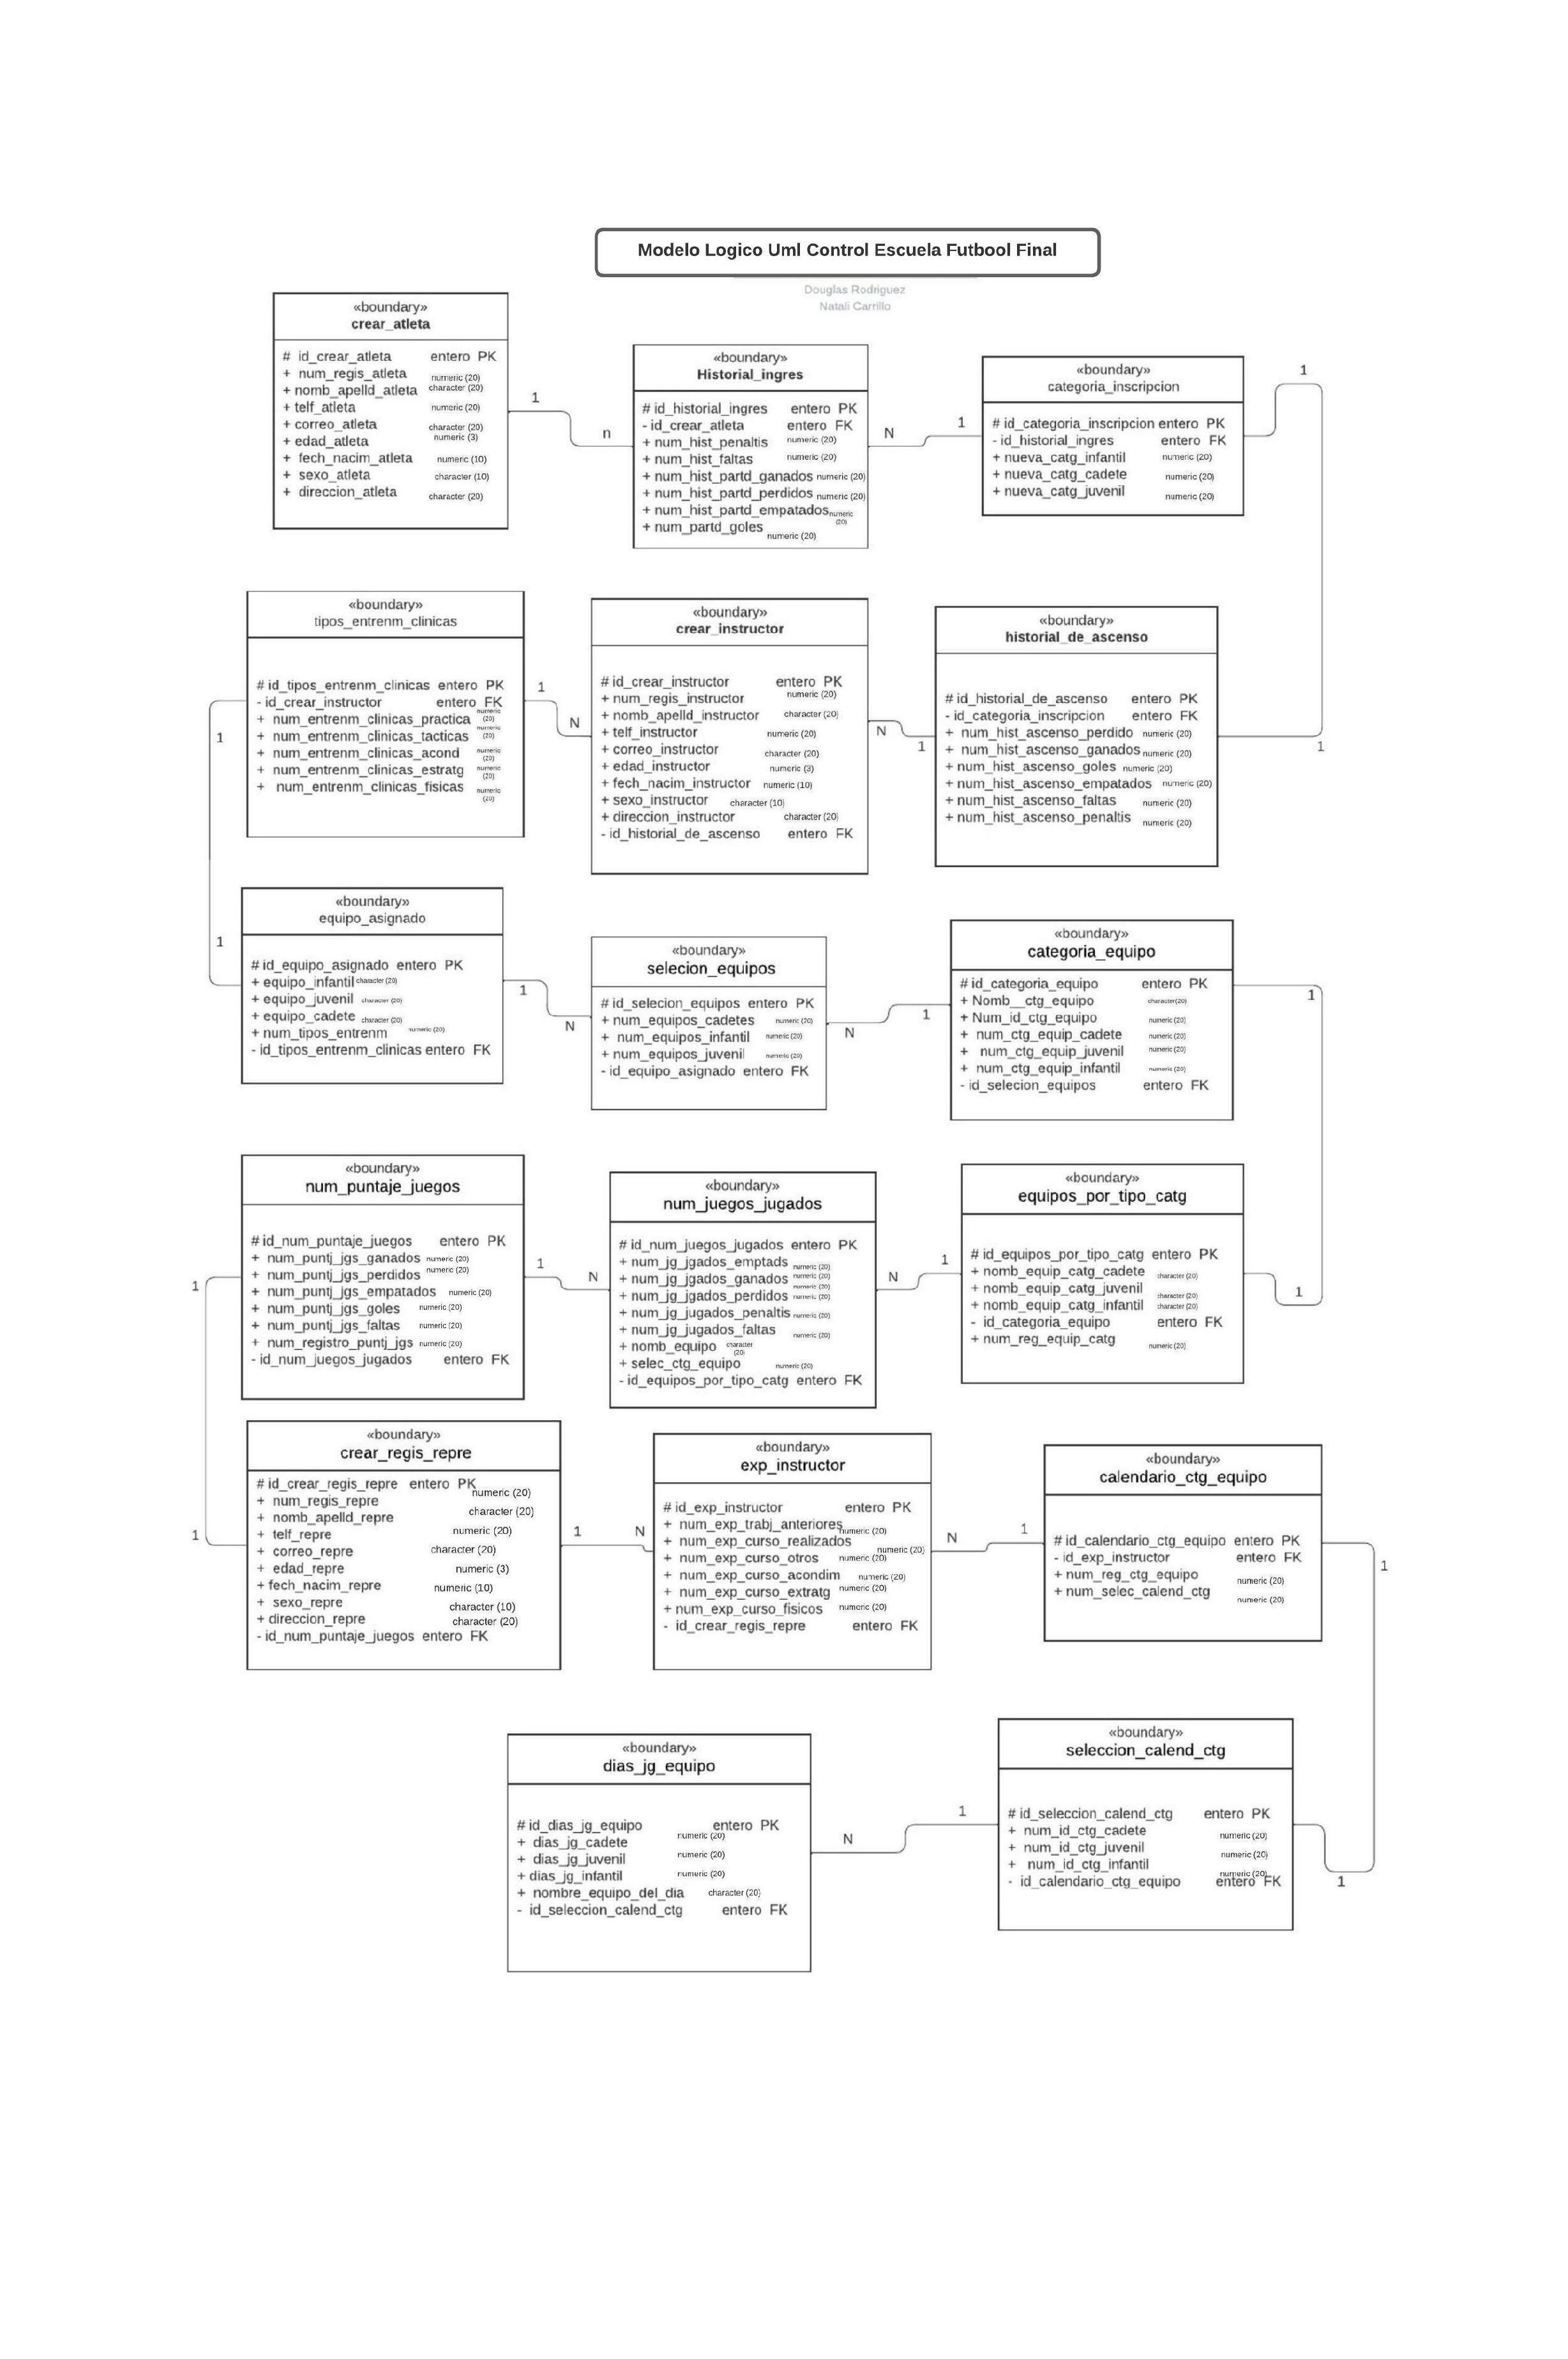 Modelo Logico Uml Control Escuela Futbool Final
Douglas Rodriguez
Natali Carrillo
«boundary»
crear_atleta
# id_crear_atleta entero PK
+ num_regis_atleta numeric (20)
+ nomb_apelld_atleta character (20)
+ telf_atleta numeric (20)
+ correo_atleta character (20)
+ edad_atleta numeric (3)
+ fech_nacim_atleta numeric (10)
+ sexo_atleta character (10)
+ direccion_atleta character (20)
1
n
«boundary»
Historial_ingres
# id_historial_ingres entero PK
- id_crear_atleta entero FK
+ num_hist_penaltis numeric (20)
+ num_hist_faltas numeric (20)
+ num_hist_partd_ganados numeric (20)
+ num_hist_partd_perdidos numeric (20)
+ num_hist_partd_empatados numeric (20)
+ num_partd_goles numeric (20)
N
1
«boundary»
categoria_inscripcion
# id_categoria_inscripcion entero PK
- id_historial_ingres entero FK
+ nueva_catg_infantil numeric (20)
+ nueva_catg_cadete numeric (20)
+ nueva_catg_juvenil numeric (20)
1
«boundary»
tipos_entrenm_clinicas
# id_tipos_entrenm_clinicas entero PK
- id_crear_instructor entero FK
+ num_entrenm_clinicas_practica numeric (20)
+ num_entrenm_clinicas_tacticas numeric (20)
+ num_entrenm_clinicas_acond numeric (20)
+ num_entrenm_clinicas_estratg numeric (20)
+ num_entrenm_clinicas_fisicas numeric (20)
1
1
N
«boundary»
crear_instructor
# id_crear_instructor entero PK
+ num_regis_instructor numeric (20)
+ nomb_apelld_instructor character (20)
+ telf_instructor numeric (20)
+ correo_instructor character (20)
+ edad_instructor numeric (3)
+ fech_nacim_instructor numeric (10)
+ sexo_instructor character (10)
+ direccion_instructor character (20)
- id_historial_de_ascenso entero FK
N
1
«boundary»
historial_de_ascenso
# id_historial_de_ascenso entero PK
- id_categoria_inscripcion entero FK
+ num_hist_ascenso_perdido numeric (20)
+ num_hist_ascenso_ganados numeric (20)
+ num_hist_ascenso_goles numeric (20)
+ num_hist_ascenso_empatados numeric (20)
+ num_hist_ascenso_faltas numeric (20)
+ num_hist_ascenso_penaltis numeric (20)
1
«boundary»
equipo_asignado
# id_equipo_asignado entero PK
+ equipo_infantil character (20)
+ equipo_juvenil character (20)
+ equipo_cadete character (20)
+ num_tipos_entrenm numeric (20)
- id_tipos_entrenm_clinicas entero FK
1
1
N
«boundary»
selecion_equipos
# id_selecion_equipos entero PK
+ num_equipos_cadetes numeric (20)
+ num_equipos_infantil numeric (20)
+ num_equipos_juvenil numeric (20)
- id_equipo_asignado entero FK
N
1
«boundary»
categoria_equipo
# id_categoria_equipo entero PK
+ Nomb__ctg_equipo character(20)
+ Num_id_ctg_equipo numeric (20)
+ num_ctg_equip_cadete numeric (20)
+ num_ctg_equip_juvenil numeric (20)
+ num_ctg_equip_infantil numeric (20)
- id_selecion_equipos entero FK
1
«boundary»
num_puntaje_juegos
# id_num_puntaje_juegos entero PK
+ num_puntj_jgs_ganados numeric (20)
+ num_puntj_jgs_perdidos numeric (20)
+ num_puntj_jgs_empatados numeric (20)
+ num_puntj_jgs_goles numeric (20)
+ num_puntj_jgs_faltas numeric (20)
+ num_registro_puntj_jgs numeric (20)
- id_num_juegos_jugados entero FK
1
1
N
«boundary»
num_juegos_jugados
# id_num_juegos_jugados entero PK
+ num_jg_jgados_emptads numeric (20)
+ num_jg_jgados_ganados numeric (20)
numeric (20)
+ num_jg_jgados_perdidos numeric (20)
+ num_jg_jugados_penaltis numeric (20)
+ num_jg_jugados_faltas numeric (20)
+ nomb_equipo character (20)
+ selec_ctg_equipo numeric (20)
- id_equipos_por_tipo_catg entero FK
N
1
«boundary»
equipos_por_tipo_catg
# id_equipos_por_tipo_catg entero PK
+ nomb_equip_catg_cadete character (20)
+ nomb_equip_catg_juvenil character (20)
+ nomb_equip_catg_infantil character (20)
- id_categoria_equipo entero FK
+ num_reg_equip_catg numeric (20)
1
«boundary»
crear_regis_repre
# id_crear_regis_repre entero PK
+ num_regis_repre numeric (20)
+ nomb_apelld_repre character (20)
+ telf_repre numeric (20)
+ correo_repre character (20)
+ edad_repre numeric (3)
+ fech_nacim_repre numeric (10)
+ sexo_repre character (10)
+ direccion_repre character (20)
- id_num_puntaje_juegos entero FK
1
1
N
«boundary»
exp_instructor
# id_exp_instructor entero PK
+ num_exp_trabj_anteriores numeric (20)
+ num_exp_curso_realizados numeric (20)
+ num_exp_curso_otros numeric (20)
+ num_exp_curso_acondim numeric (20)
+ num_exp_curso_extratg numeric (20)
+ num_exp_curso_fisicos numeric (20)
- id_crear_regis_repre entero FK
N
1
«boundary»
calendario_ctg_equipo
# id_calendario_ctg_equipo entero PK
- id_exp_instructor entero FK
+ num_reg_ctg_equipo numeric (20)
+ num_selec_calend_ctg numeric (20)
1
«boundary»
dias_jg_equipo
# id_dias_jg_equipo entero PK
+ dias_jg_cadete numeric (20)
+ dias_jg_juvenil numeric (20)
+ dias_jg_infantil numeric (20)
+ nombre_equipo_del_dia character (20)
- id_seleccion_calend_ctg entero FK
N
1
«boundary»
seleccion_calend_ctg
# id_seleccion_calend_ctg entero PK
+ num_id_ctg_cadete numeric (20)
+ num_id_ctg_juvenil numeric (20)
+ num_id_ctg_infantil numeric (20)
- id_calendario_ctg_equipo entero FK
1